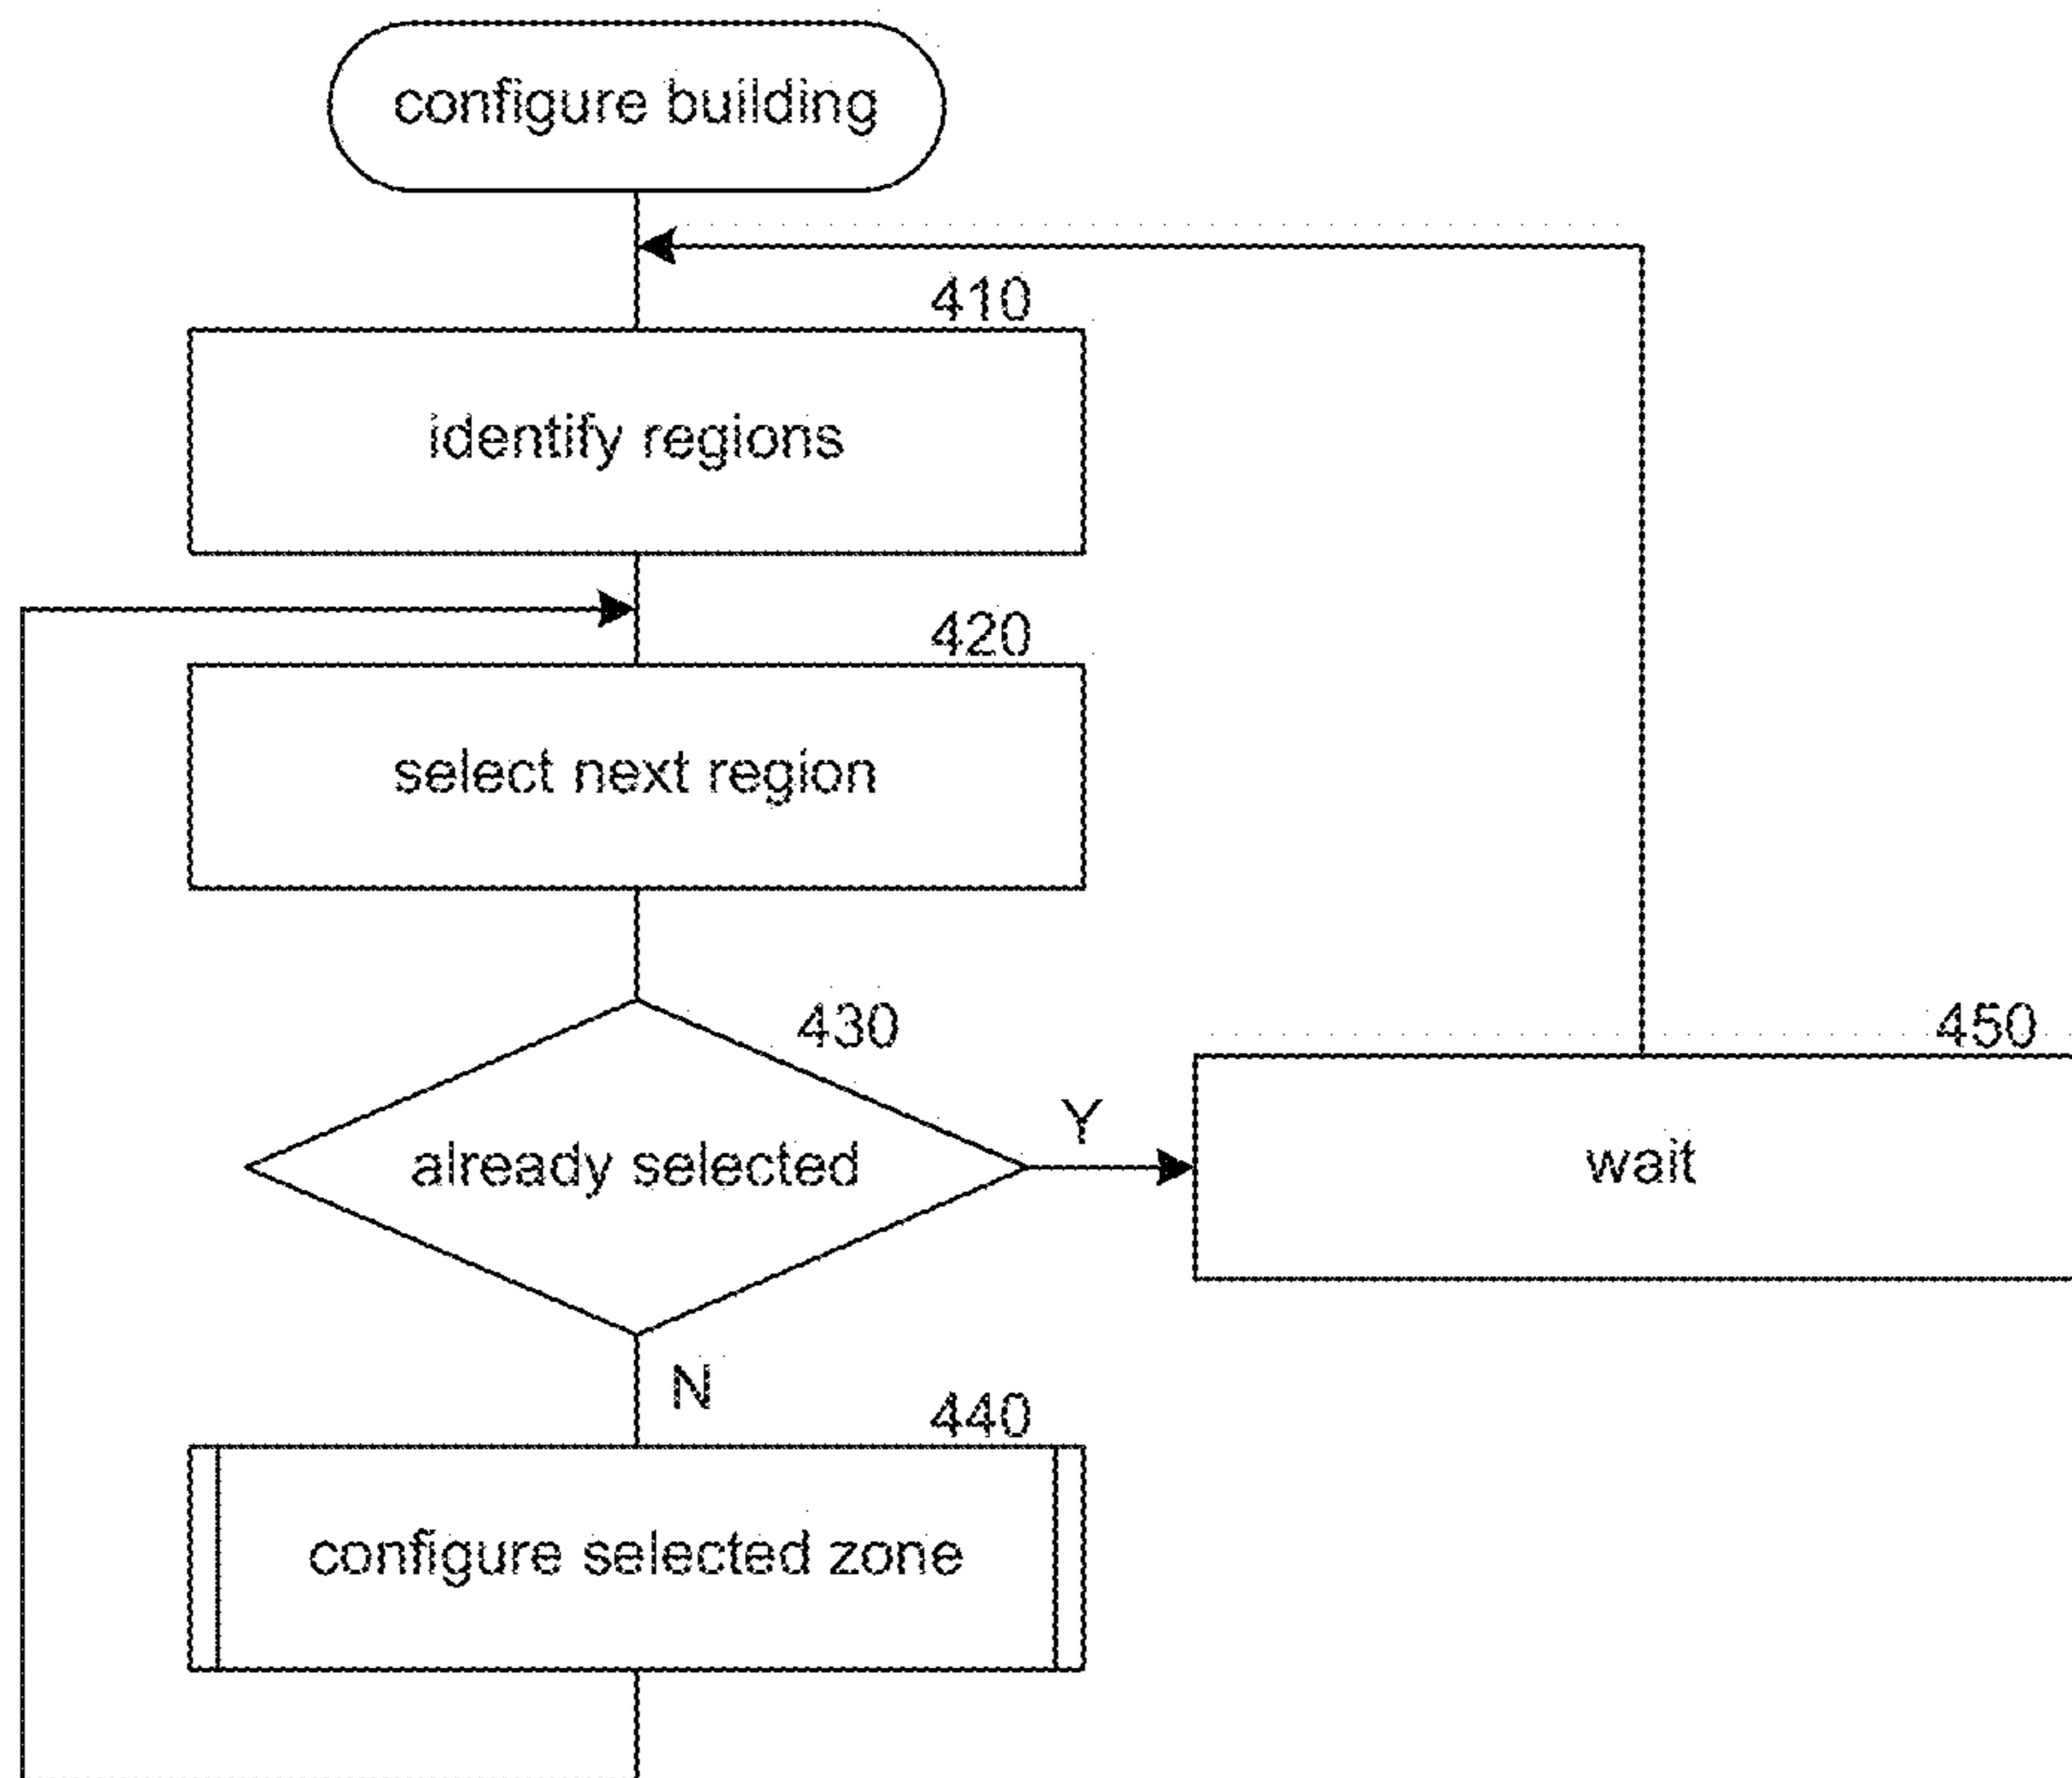 configure building
410
identify regions
420
select next region
430
already selected
Y
450
wait
N
440
configure selected zone